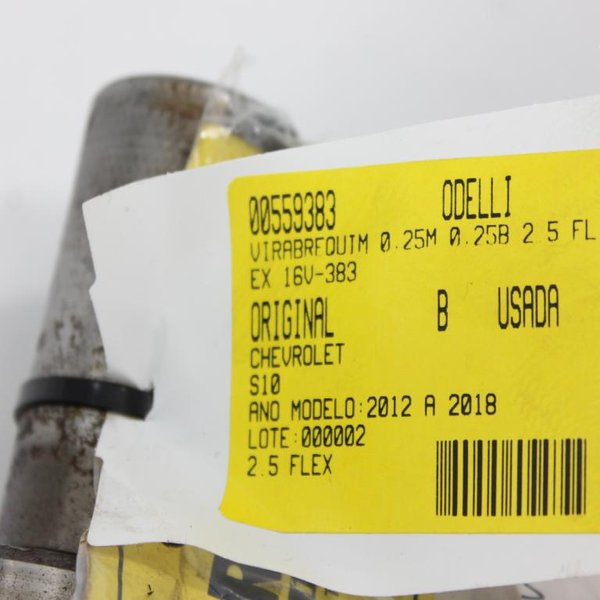 00559383 ODELLI
VIRABREQUIM 0.25M 0.25B 2.5 FL
EX 16V-383
ORIGINAL B USADA
CHEVROLET
S10
ANO MODELO:2012 A 2018
LOTE:000002
2.5 FLEX